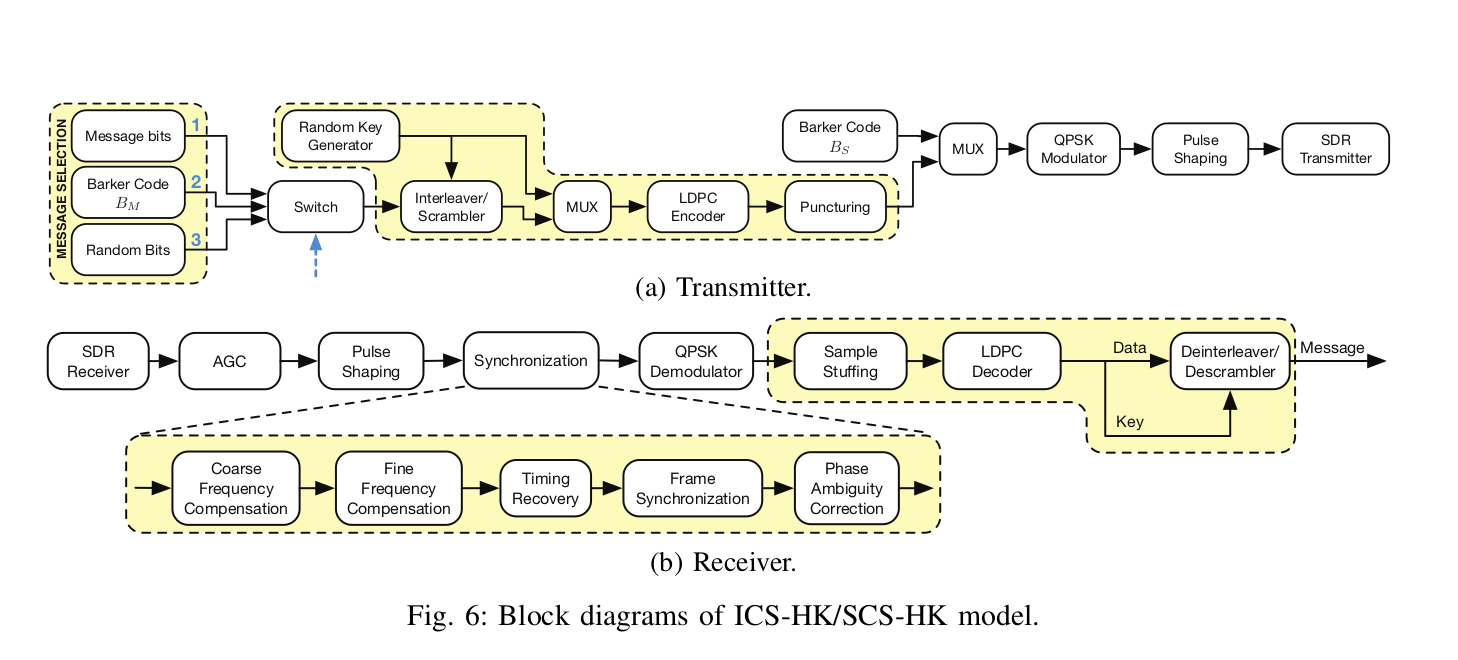 MESSAGE SELECTION
Message bits
1
Barker Code
B_M
2
Random Bits
3
Switch
Random Key
Generator
Interleaver/
Scrambler
MUX
LDPC
Encoder
Puncturing
Barker Code
B_S
MUX
QPSK
Modulator
Pulse
Shaping
SDR
Transmitter
(a) Transmitter.
SDR
Receiver
AGC
Pulse
Shaping
Synchronization
QPSK
Demodulator
Sample
Stuffing
LDPC
Decoder
Data
Key
Deinterleaver/
Descrambler
Message
Coarse
Frequency
Compensation
Fine
Frequency
Compensation
Timing
Recovery
Frame
Synchronization
Phase
Ambiguity
Correction
(b) Receiver.
Fig. 6: Block diagrams of ICS-HK/SCS-HK model.